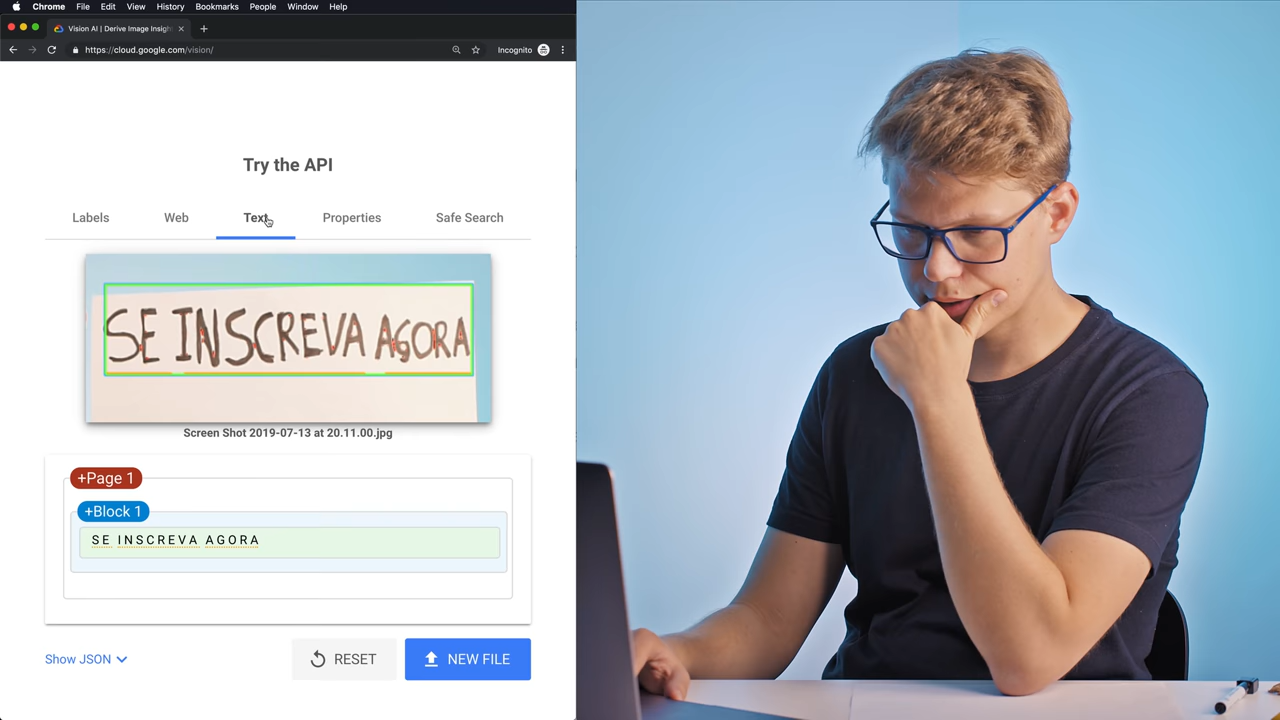 Chrome File Edit View History Bookmarks People Window Help
Vision AI | Derive Image Insigh
https://cloud.google.com/vision/
Incognito
Try the API
Labels Web Text Properties Safe Search
SE INSCREVA AGORA
Screen Shot 2019-07-13 at 20.11.00.jpg
+Page 1
+Block 1
SE INSCREVA AGORA
Show JSON
RESET
NEW FILE